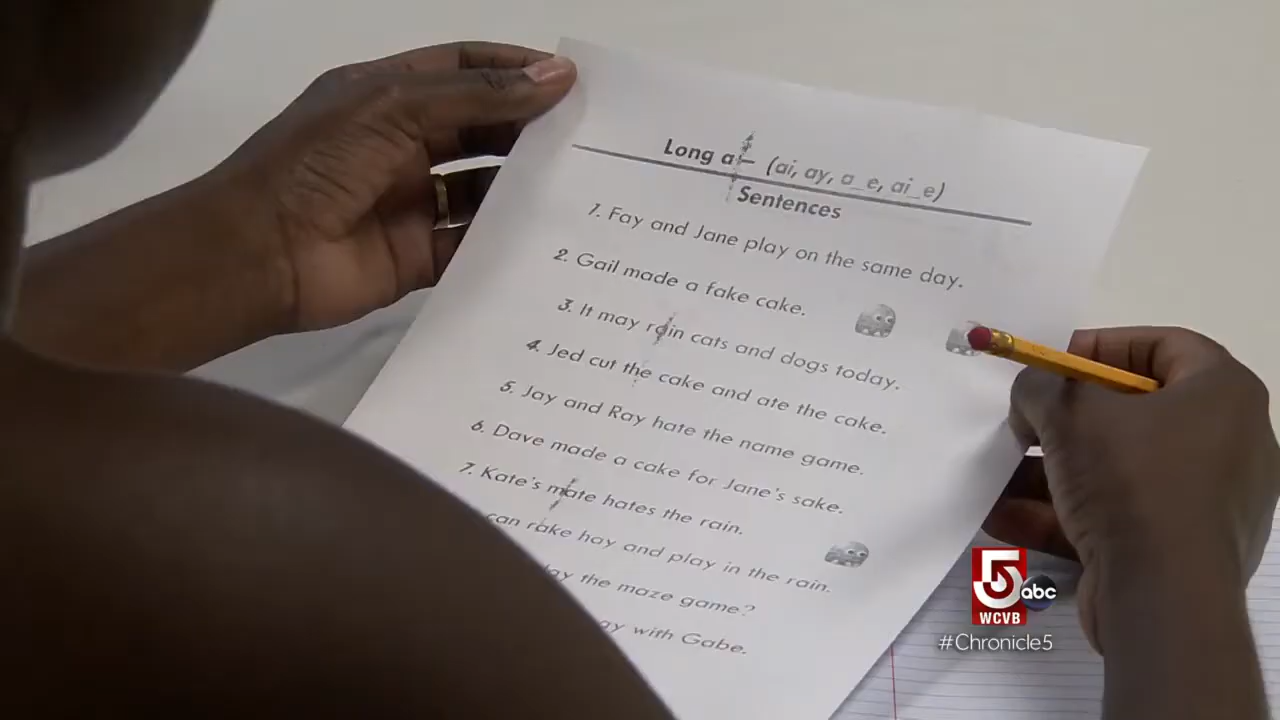 Long a – (ai, ay, a_e, ai_e)
Sentences
1. Fay and Jane play on the same day.
2. Gail made a fake cake.
3. It may rain cats and dogs today.
4. Jed cut the cake and ate the cake.
5. Jay and Ray hate the name game.
6. Dave made a cake for Jane's sake.
7. Kate's mate hates the rain.
can rake hay and play in the rain.
the maze game?
with Gabe.
5 abc
WCVB
#Chronicle5